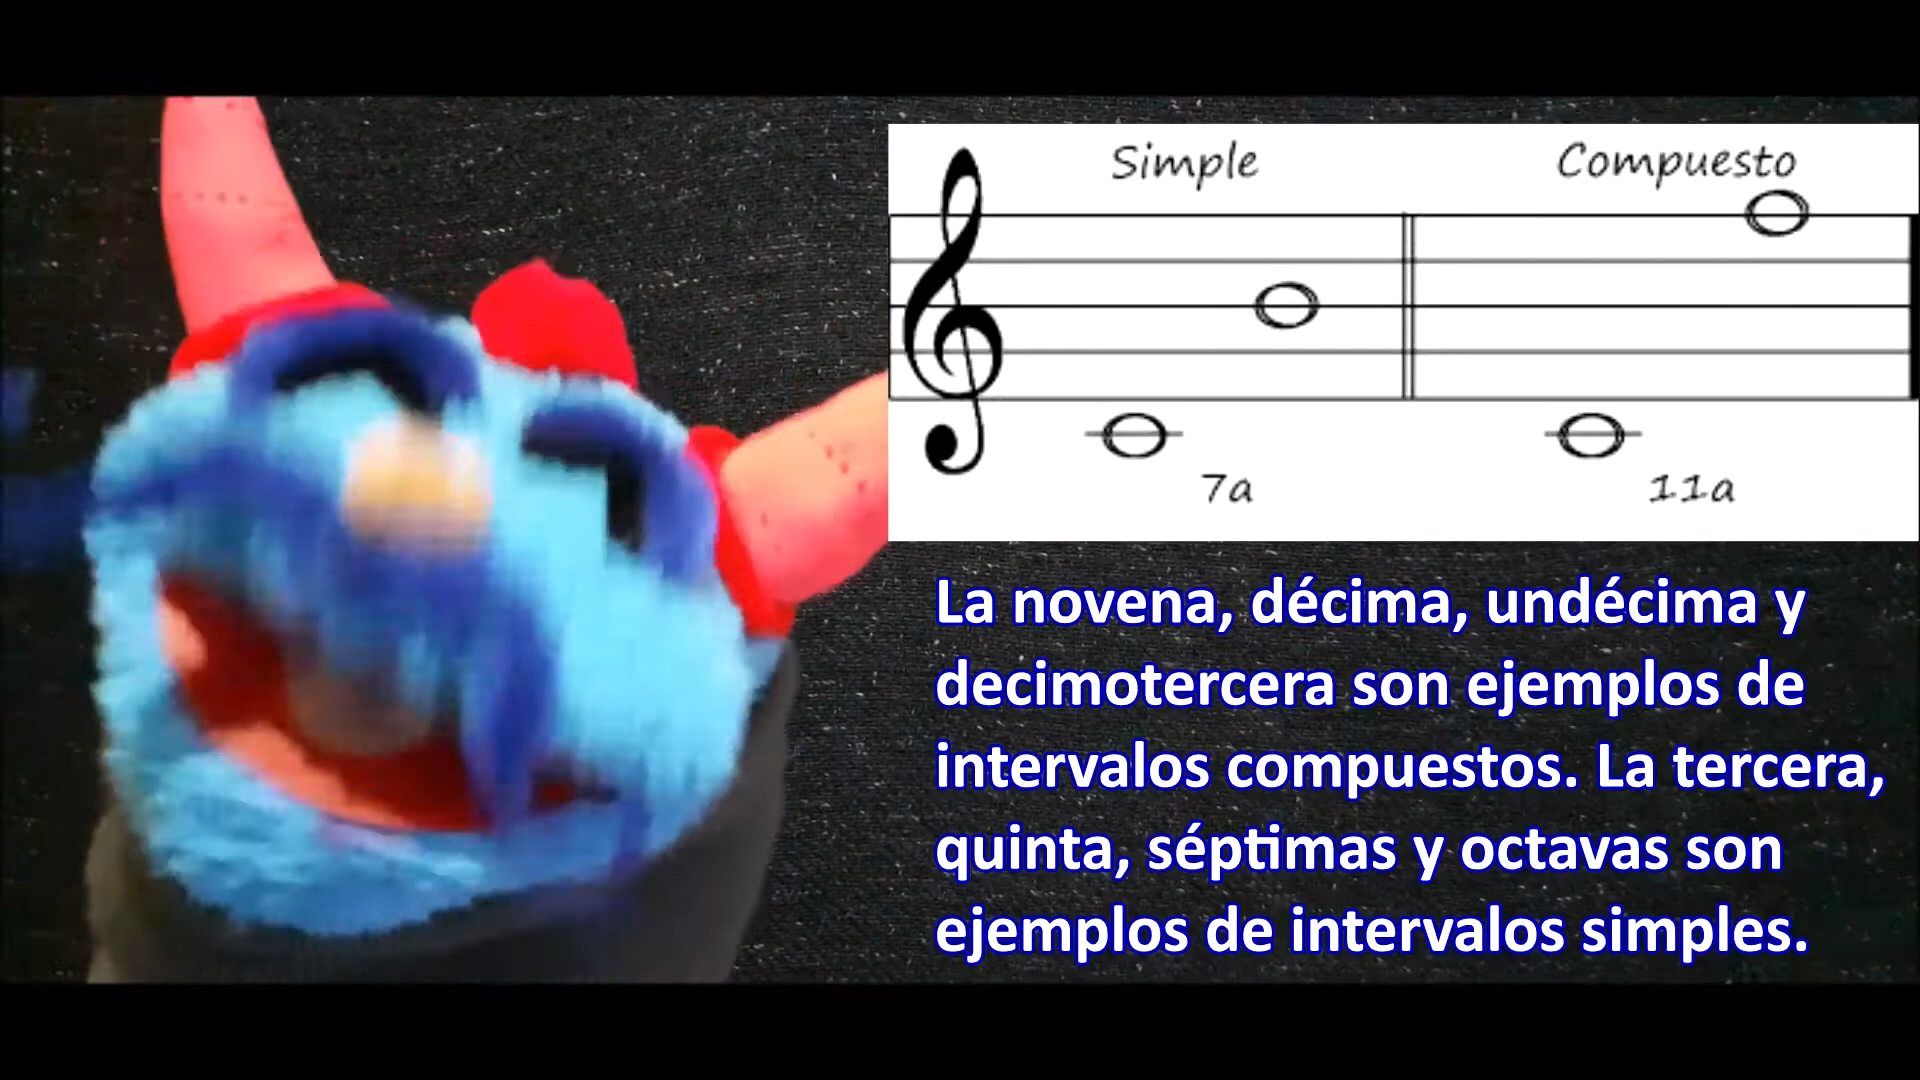 Simple Compuesto
7a 11a
La novena, décima, undécima y
decimotercera son ejemplos de
intervalos compuestos. La tercera,
quinta, séptimas y octavas son
ejemplos de intervalos simples.